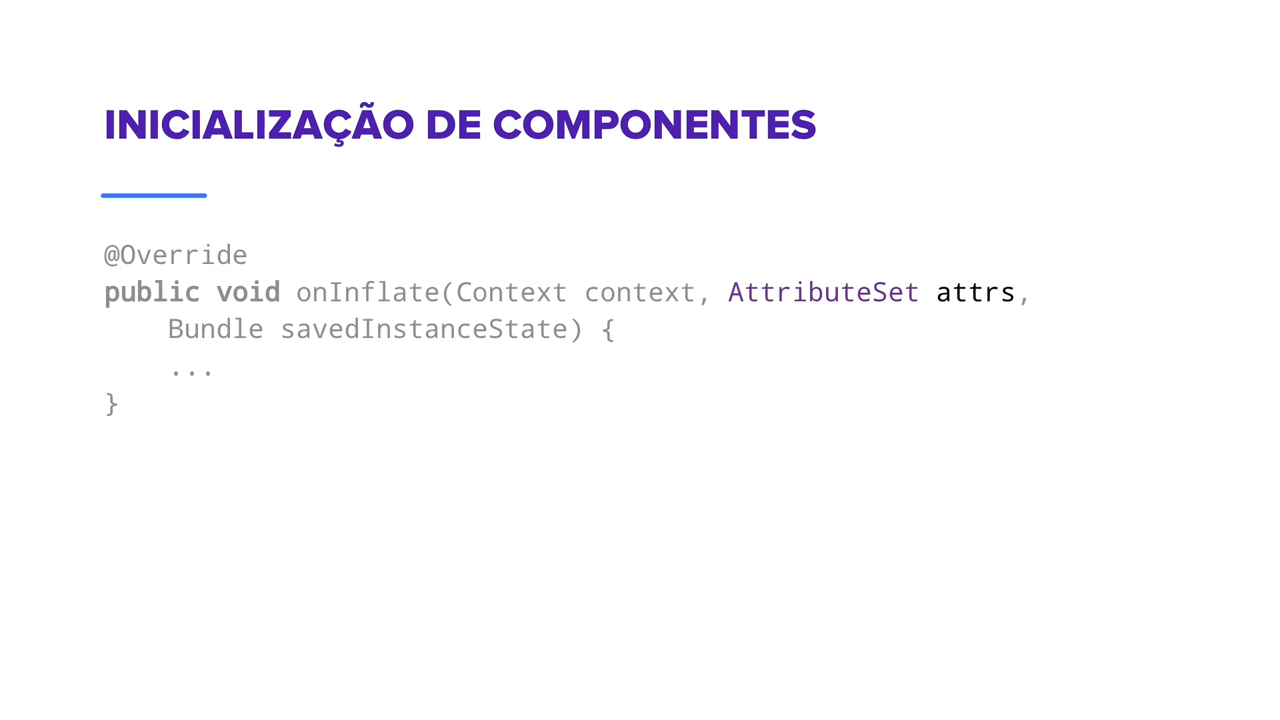 INICIALIZAÇÃO DE COMPONENTES
@Override
public void onInflate(Context context, AttributeSet attrs,
    Bundle savedInstanceState) {
    ...
}